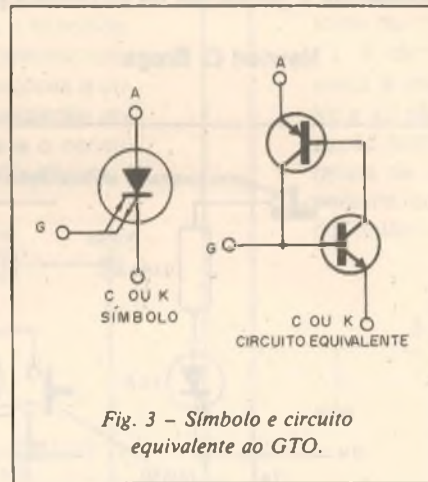 A
G
C OU K
SÍMBOLO
A
G
C OU K
CIRCUITO EQUIVALENTE
Fig. 3 – Símbolo e circuito
equivalente ao GTO.